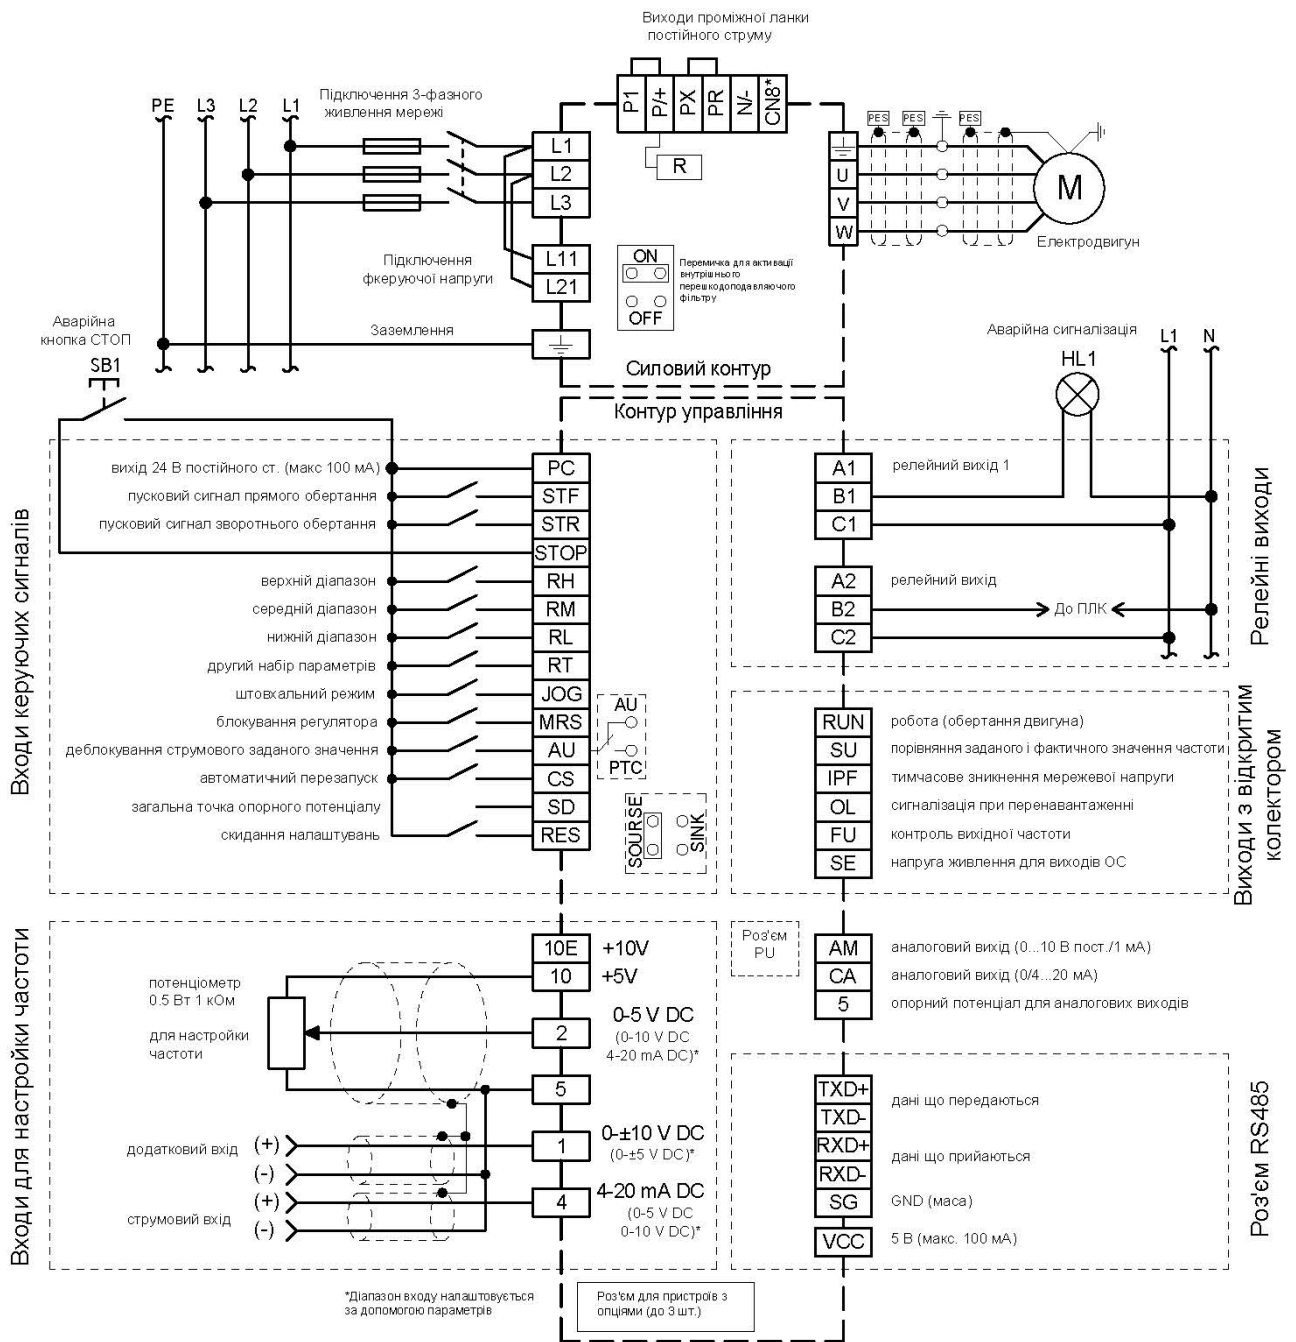 Виходи проміжної ланки
постійного струму
P1
P/+
PX
PR
N/-
CN8*
R
PE
L3
L2
L1
Підключення 3-фазного
живлення мережі
L1
L2
L3
L11
L21
Підключення
фкеруючої напруги
Заземлення
ON
OFF
Перемичка для активації
внутрішнього
перешкодоподавляючого
фільтру
U
V
W
PES
PES
PES
M
Електродвигун
Аварійна
кнопка СТОП
SB1
Силовий контур
Контур управління
Аварійна сигналізація
HL1
L1
N
Входи керуючих сигналів
вихід 24 В постійного ст. (макс 100 мА)
PC
пусковий сигнал прямого обертання
STF
пусковий сигнал зворотнього обертання
STR
STOP
верхній діапазон
RH
середній діапазон
RM
нижній діапазон
RL
другий набір параметрів
RT
штовхальний режим
JOG
блокування регулятора
MRS
деблокування струмового заданого значення
AU
автоматичний перезапуск
CS
загальна точка опорного потенціалу
SD
скидання налаштувань
RES
AU
PTC
SOURSE
SINK
A1
релейний вихід 1
B1
C1
A2
релейний вихід
B2
До ПЛК
C2
Релейні виходи
RUN
робота (обертання двигуна)
SU
порівняння заданого і фактичного значення частоти
IPF
тимчасове зникнення мережевої напруги
OL
сигналізація при перенавантаженні
FU
контроль вихідної частоти
SE
напруга живлення для виходів ОС
Виходи з відкритим
колектором
Входи для настройки частоти
10E
+10V
10
+5V
потенціометр
0.5 Вт 1 кОм
для настройки
частоти
2
0-5 V DC
(0-10 V DC
4-20 mA DC)*
5
додатковий вхід
(+)
(-)
1
0-±10 V DC
(0-±5 V DC)*
струмовий вхід
(+)
(-)
4
4-20 mA DC
(0-5 V DC
0-10 V DC)*
Роз'єм
PU
AM
аналоговий вихід (0...10 В пост./1 мА)
CA
аналоговий вихід (0/4...20 мА)
5
опорний потенціал для аналогових виходів
TXD+
TXD-
дані що передаються
RXD+
RXD-
дані що прийаються
SG
GND (маса)
VCC
5 В (макс. 100 мА)
Роз'єм RS485
*Діапазон входу налаштовується
за допомогою параметрів
Роз'єм для пристроїв з
опціями (до 3 шт.)